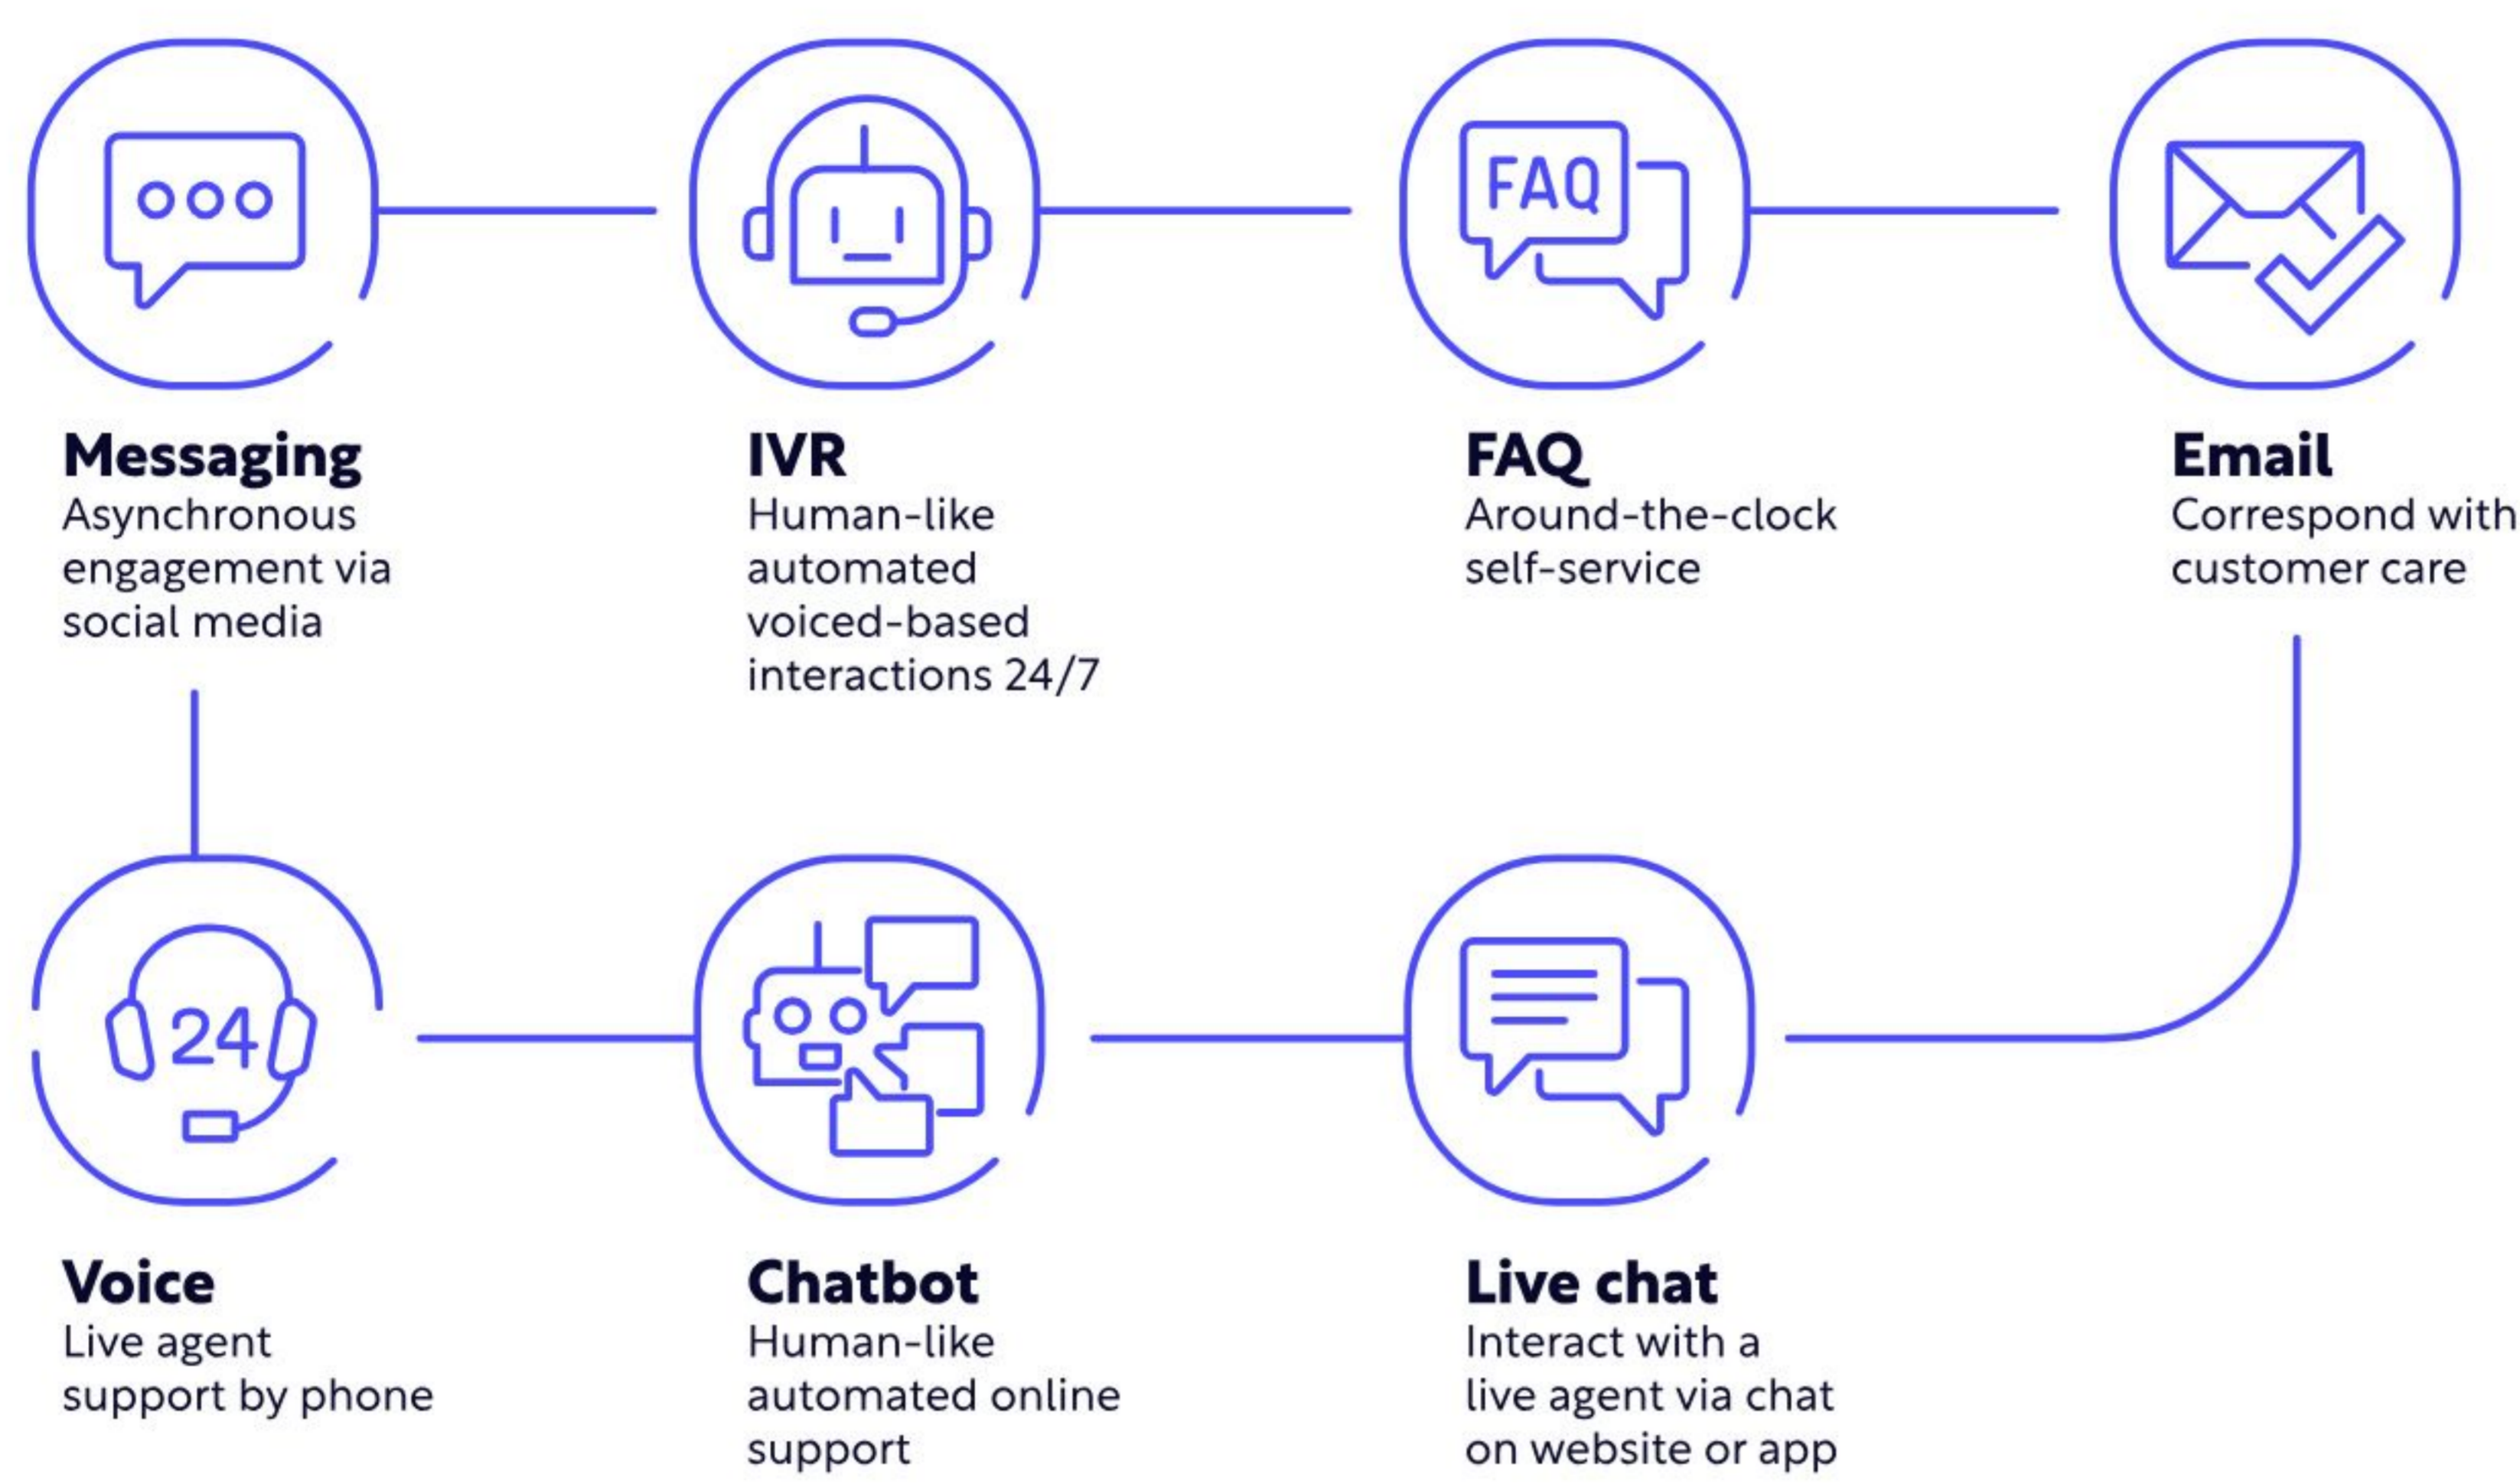 FAQ
Messaging
Asynchronous
engagement via
social media
IVR
Human-like
automated
voiced-based
interactions 24/7
FAQ
Around-the-clock
self-service
Email
Correspond with
customer care
24
Voice
Live agent
support by phone
Chatbot
Human-like
automated online
support
Live chat
Interact with a
live agent via chat
on website or app